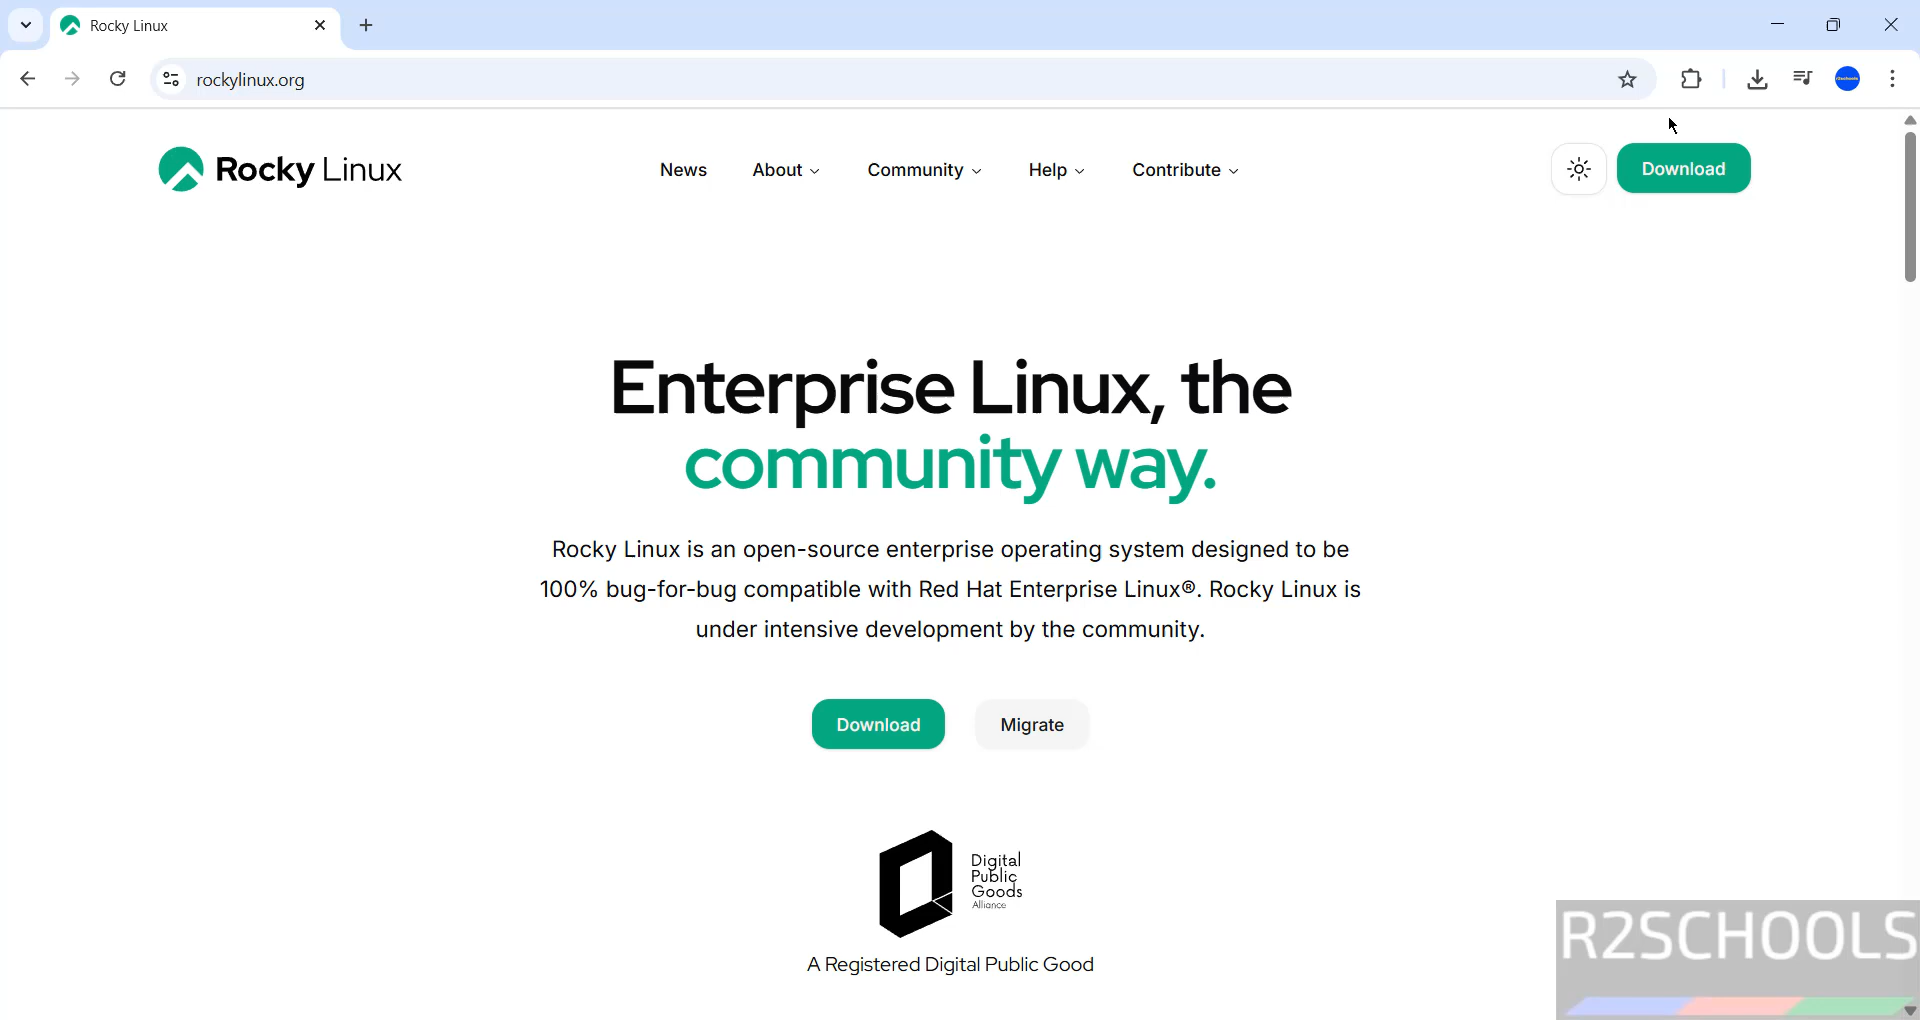 Rocky Linux
rockylinux.org
Rocky Linux
News
About
Community
Help
Contribute
Download
Enterprise Linux, the
community way.
Rocky Linux is an open-source enterprise operating system designed to be
100% bug-for-bug compatible with Red Hat Enterprise Linux®. Rocky Linux is
under intensive development by the community.
Download
Migrate
Digital
Public
Goods
Alliance
A Registered Digital Public Good
R2SCHOOLS